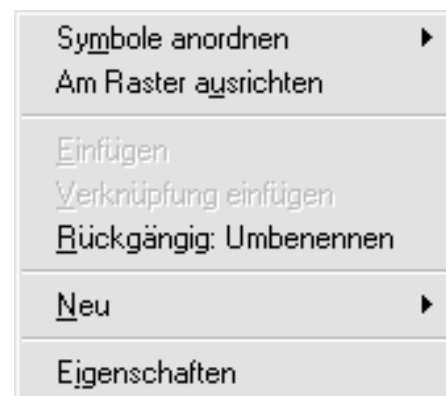 Symbole anordnen
Am Raster ausrichten
Einfügen
Verknüpfung einfügen
Rückgängig: Umbenennen
Neu
Eigenschaften